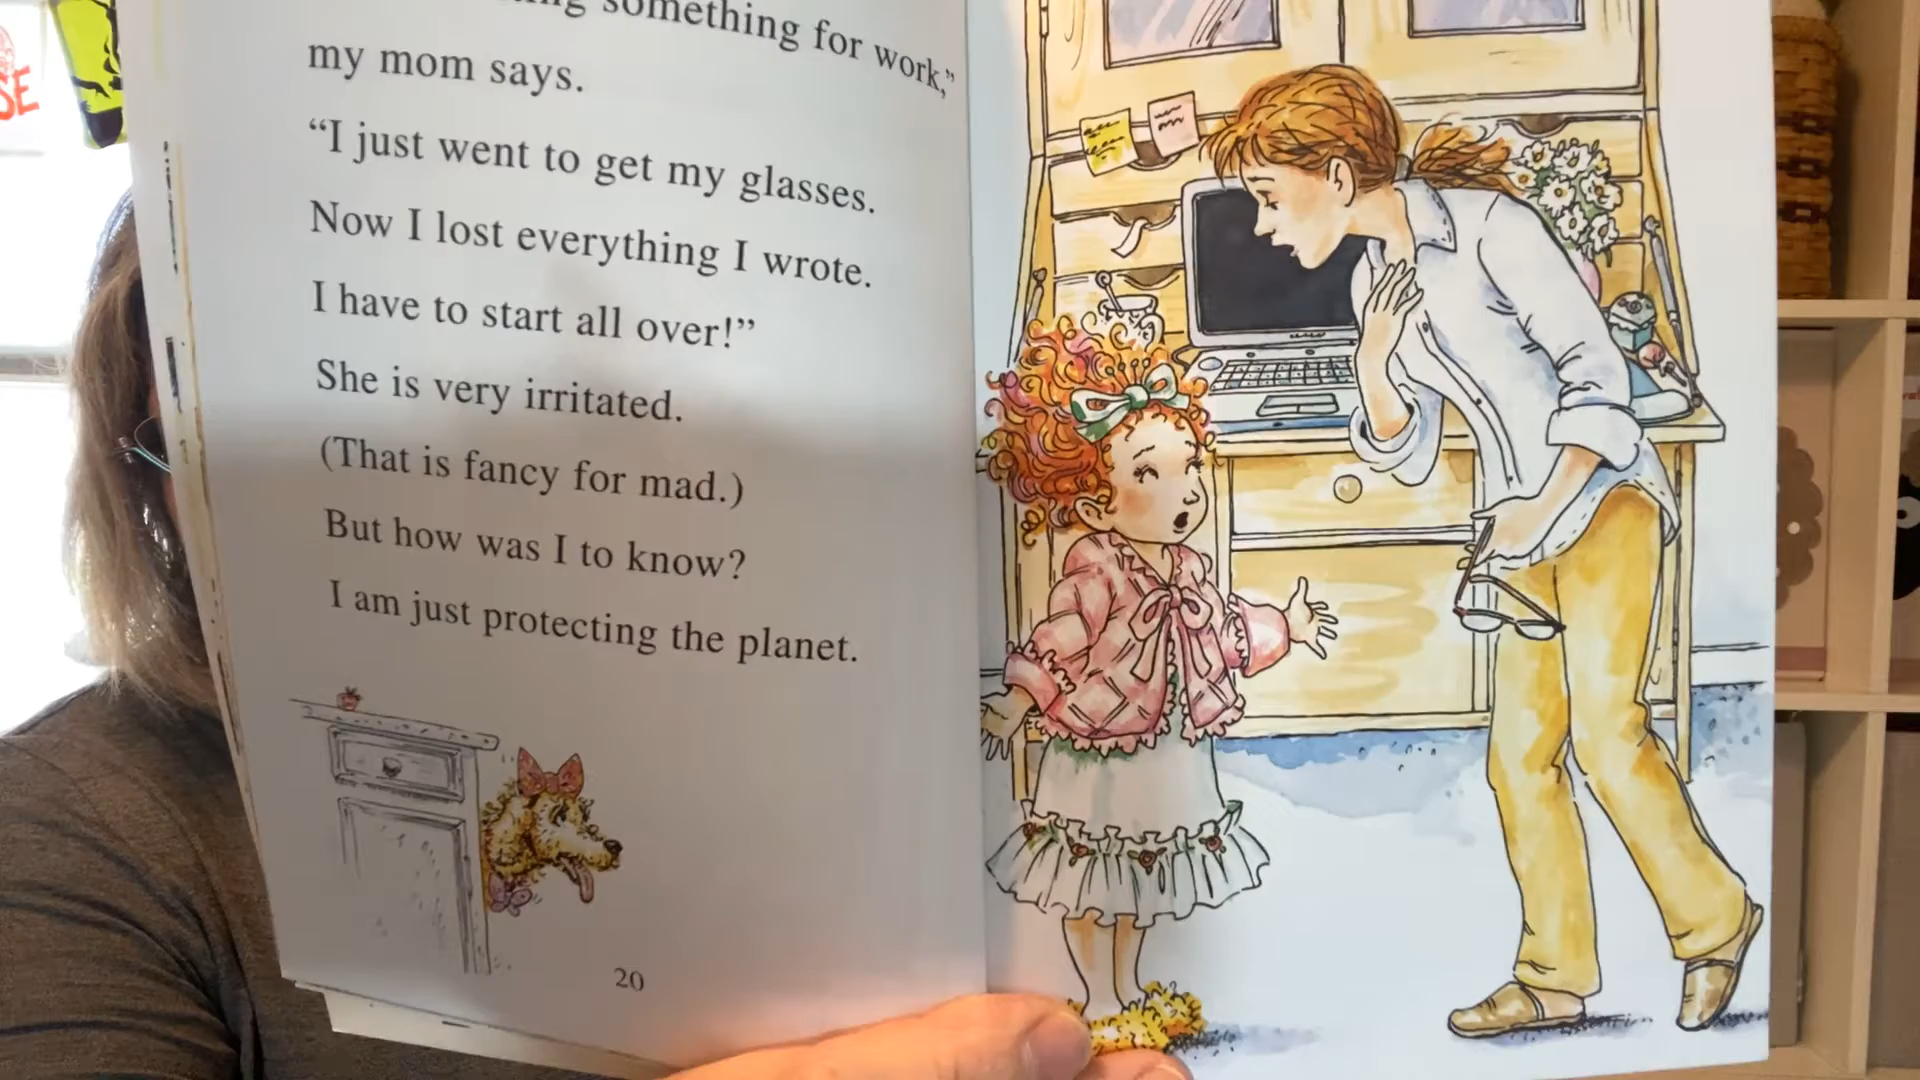 something for work,”
my mom says.
“I just went to get my glasses.
Now I lost everything I wrote.
I have to start all over!”
She is very irritated.
(That is fancy for mad.)
But how was I to know?
I am just protecting the planet.
20
SE